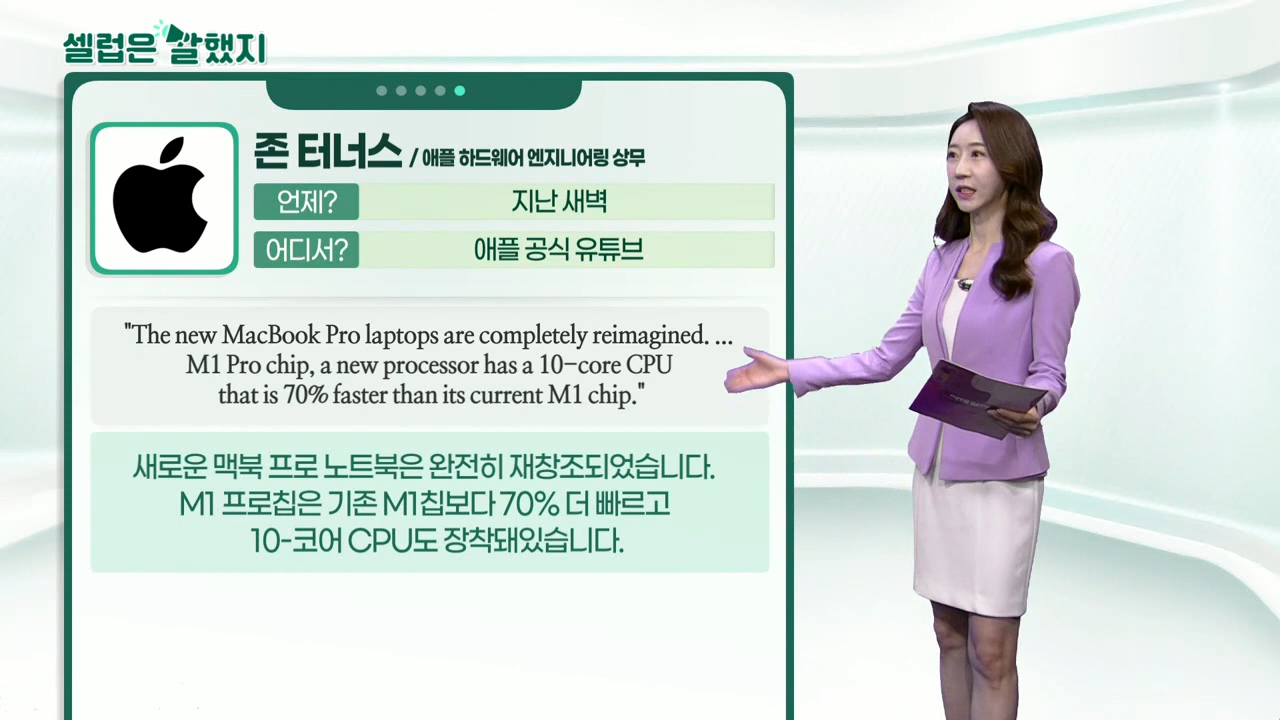 셀럽은 말했지
존 터너스 / 애플 하드웨어 엔지니어링 상무
언제? 지난 새벽
어디서? 애플 공식 유튜브
"The new MacBook Pro laptops are completely reimagined. ...
M1 Pro chip, a new processor has a 10-core CPU
that is 70% faster than its current M1 chip."
새로운 맥북 프로 노트북은 완전히 재창조되었습니다.
M1 프로칩은 기존 M1칩보다 70% 더 빠르고
10-코어 CPU도 장착돼있습니다.